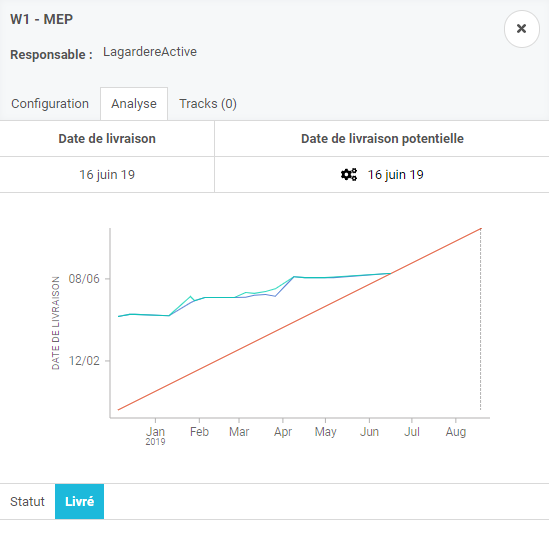 W1 - MEP
Responsable : LagardereActive
Configuration Analyse Tracks (0)
Date de livraison Date de livraison potentielle
16 juin 19 16 juin 19
DATE DE LIVRAISON
08/06
12/02
Jan Feb Mar Apr May Jun Jul Aug
2019
Statut Livré